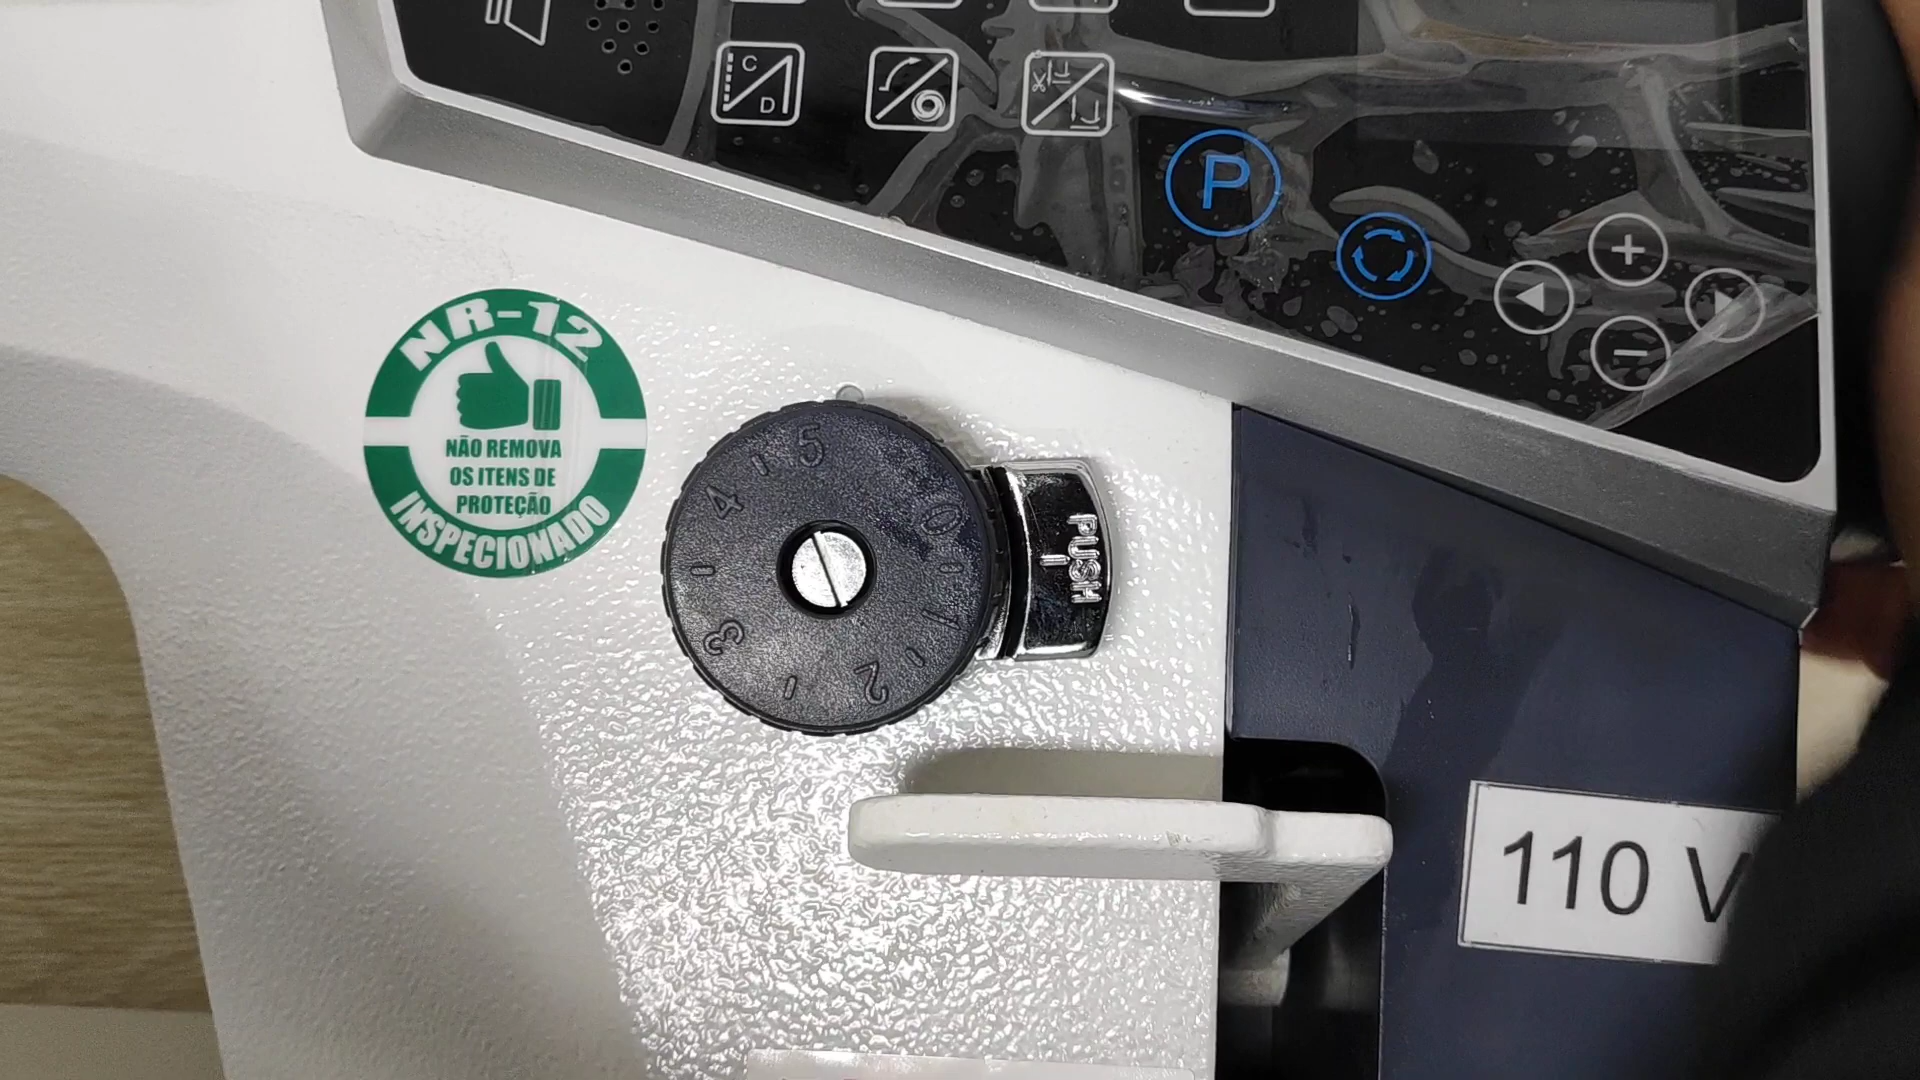 C
D
P
+
−
NR-12
NÃO REMOVA
OS ITENS DE
PROTEÇÃO
INSPECIONADO
5
4
0
3
1
2
PUSH
110 V